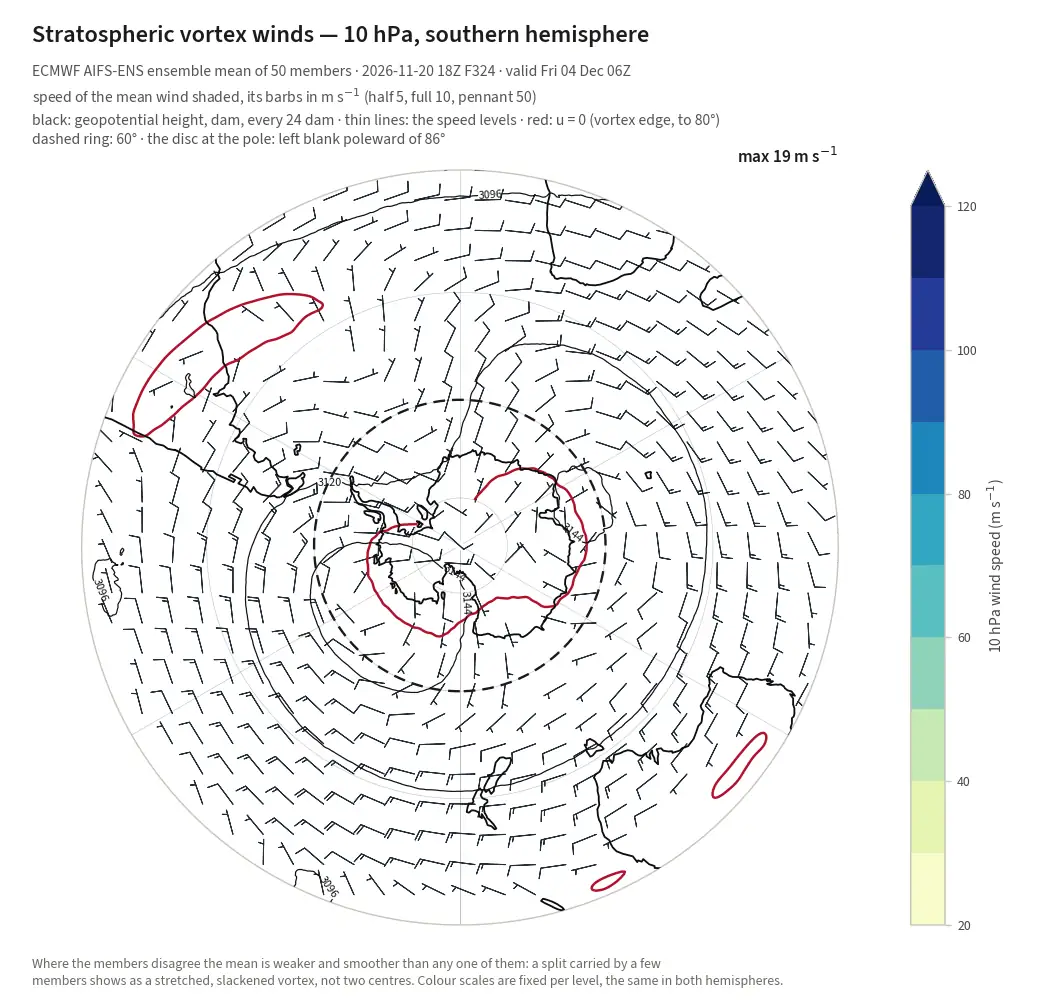 Stratospheric vortex winds — 10 hPa, southern hemisphere
ECMWF AIFS-ENS ensemble mean of 50 members · 2026-11-20 18Z F324 · valid Fri 04 Dec 06Z
speed of the mean wind shaded, its barbs in m s⁻¹ (half 5, full 10, pennant 50)
black: geopotential height, dam, every 24 dam · thin lines: the speed levels · red: u = 0 (vortex edge, to 80°)
dashed ring: 60° · the disc at the pole: left blank poleward of 86°
max 19 m s⁻¹
3096
120
100
3120
80
3144
3144
3096
60
10 hPa wind speed (m s⁻¹)
40
3096
20
Where the members disagree the mean is weaker and smoother than any one of them: a split carried by a few
members shows as a stretched, slackened vortex, not two centres. Colour scales are fixed per level, the same in both hemispheres.